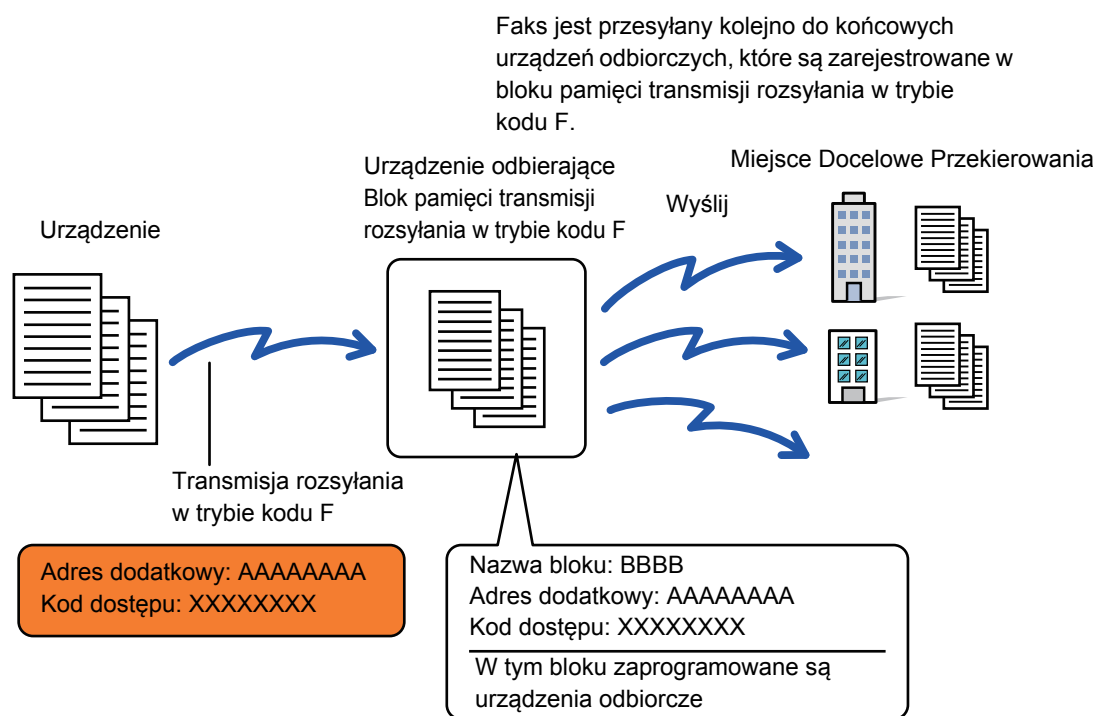 Faks jest przesyłany kolejno do końcowych
urządzeń odbiorczych, które są zarejestrowane w
bloku pamięci transmisji rozsyłania w trybie
kodu F.
Urządzenie
Urządzenie odbierające
Blok pamięci transmisji
rozsyłania w trybie kodu F
Wyślij
Miejsce Docelowe Przekierowania
Transmisja rozsyłania
w trybie kodu F
Adres dodatkowy: AAAAAAAA
Kod dostępu: XXXXXXXX
Nazwa bloku: BBBB
Adres dodatkowy: AAAAAAAA
Kod dostępu: XXXXXXXX
W tym bloku zaprogramowane są
urządzenia odbiorcze